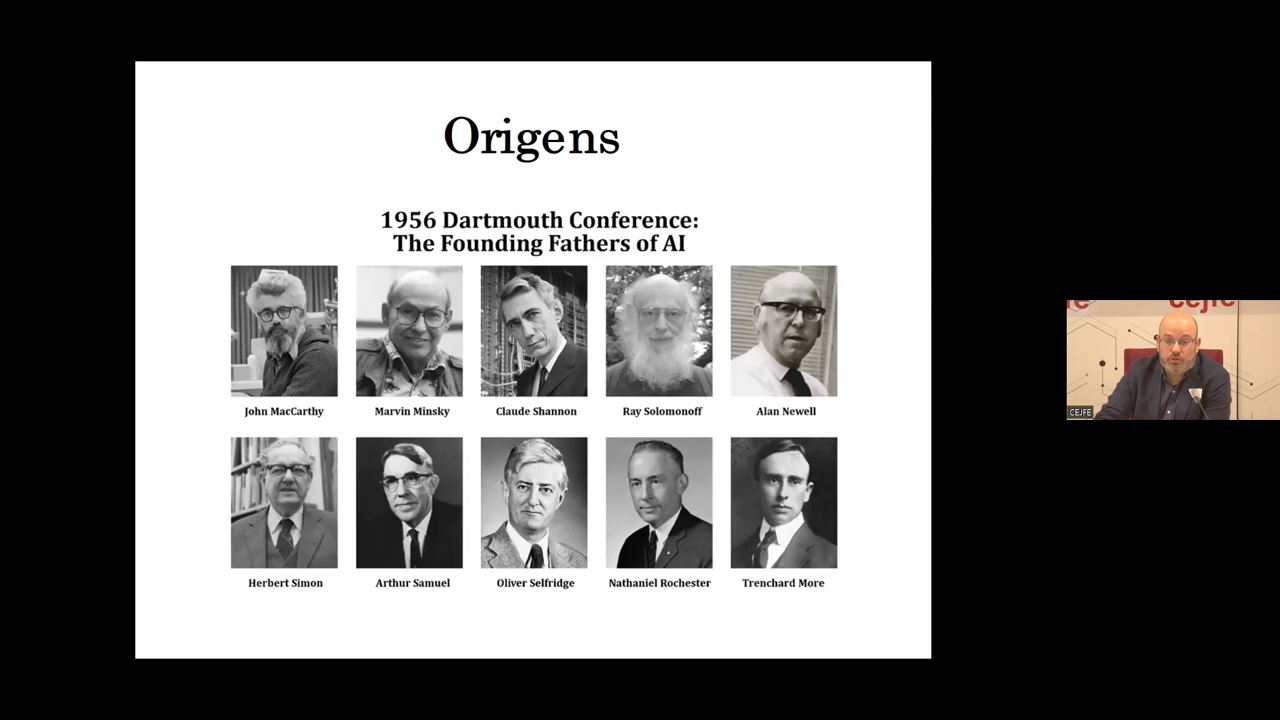 Origens
1956 Dartmouth Conference:
The Founding Fathers of AI
John MacCarthy
Marvin Minsky
Claude Shannon
Ray Solomonoff
Alan Newell
Herbert Simon
Arthur Samuel
Oliver Selfridge
Nathaniel Rochester
Trenchard More
cejfe
CEJFE